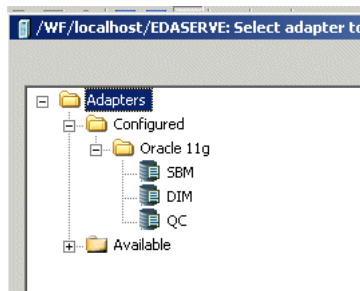 /WF/localhost/EDASERVE: Select adapter to
Adapters
Configured
Oracle 11g
SBM
DIM
QC
Available